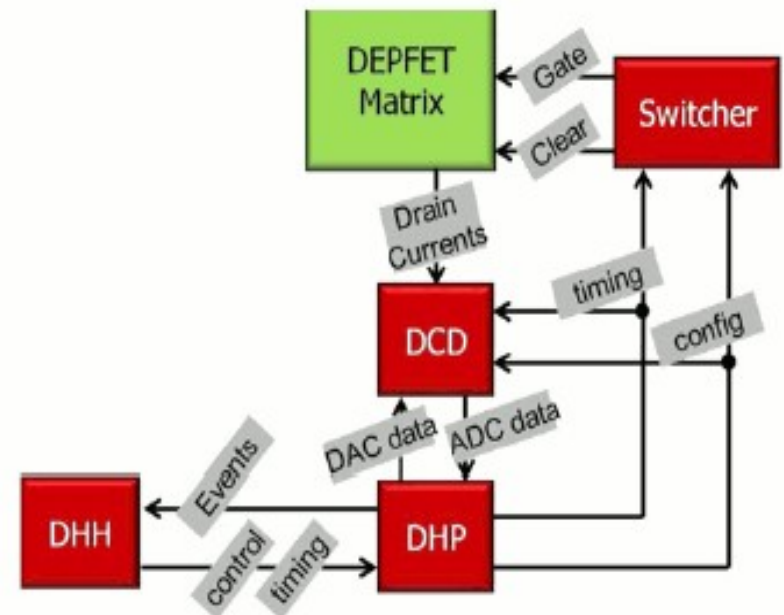 DEPFET
Matrix
Gate
Clear
Switcher
Drain
Currents
timing
config
DCD
DAC data
ADC data
Events
control
timing
DHH
DHP